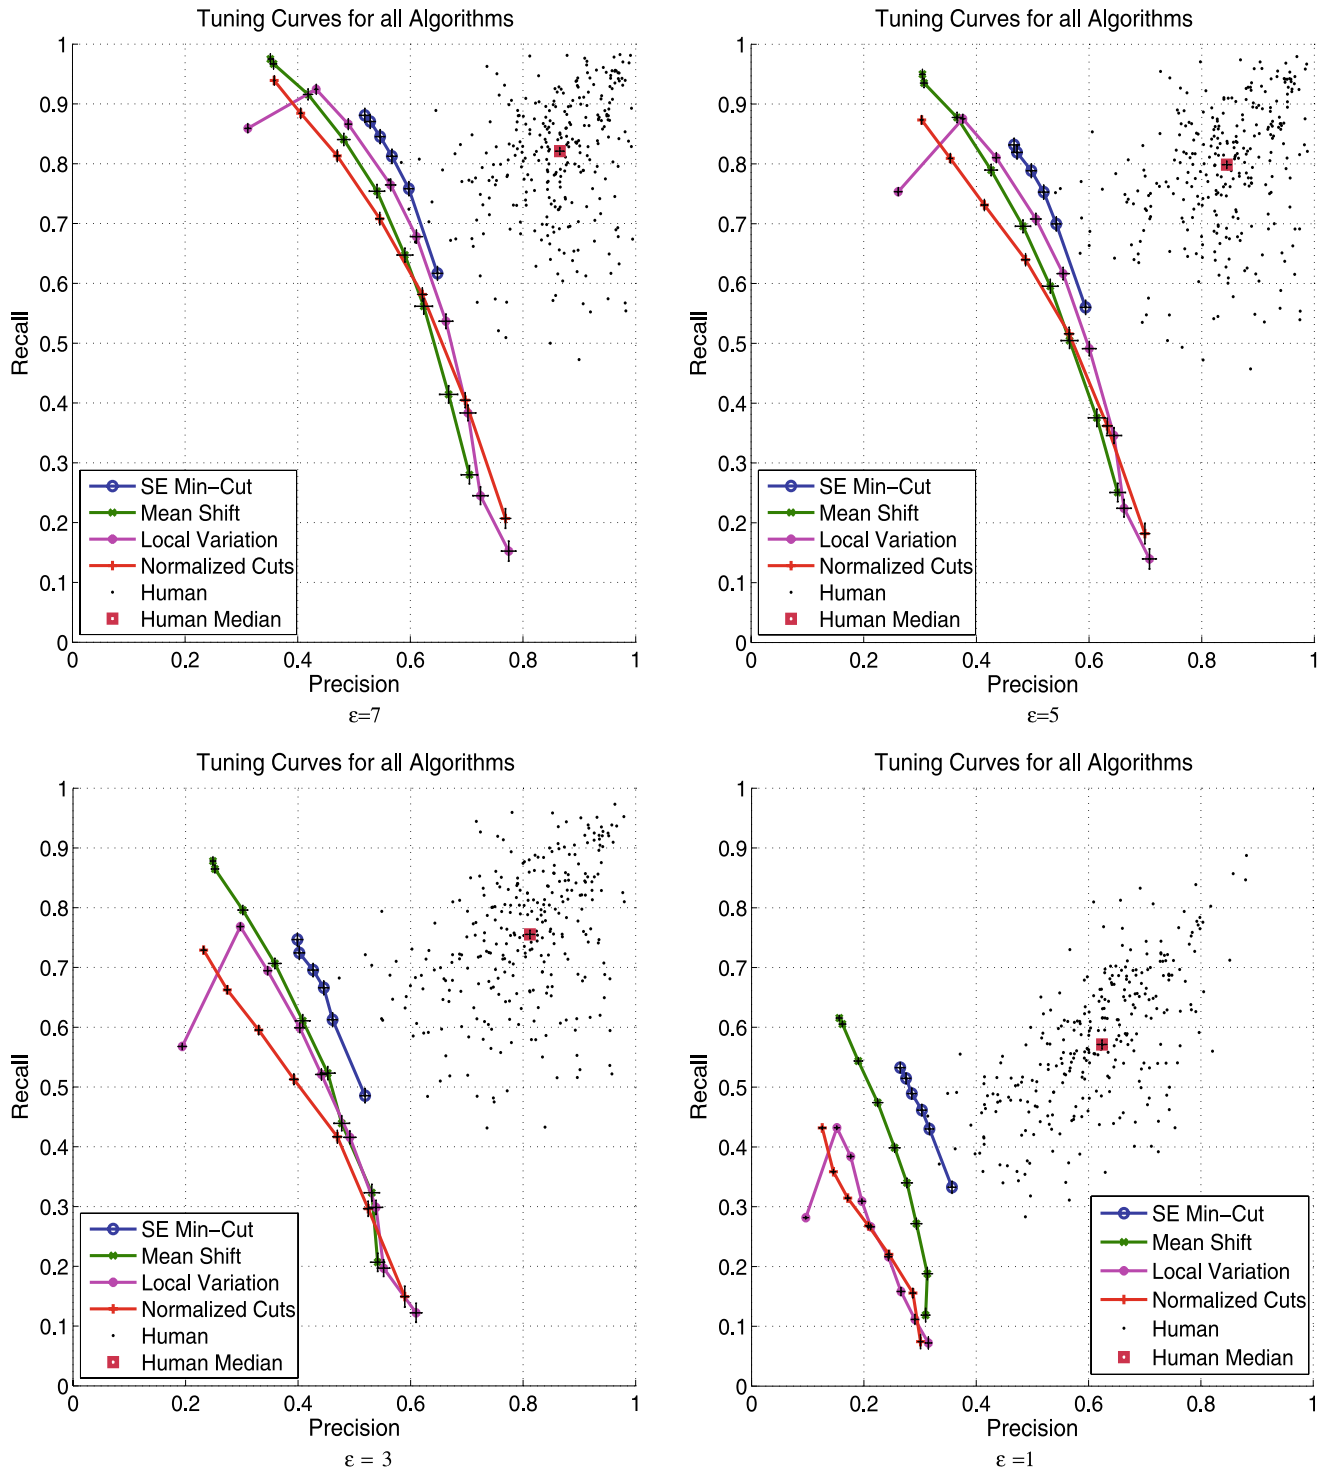 Tuning Curves for all Algorithms
1
0.9
0.8
0.7
0.6
0.5
0.4
0.3
0.2
0.1
0
Recall
SE Min-Cut
Mean Shift
Local Variation
Normalized Cuts
Human
Human Median
0 0.2 0.4 0.6 0.8 1
Precision
ε=7
Tuning Curves for all Algorithms
1
0.9
0.8
0.7
0.6
0.5
0.4
0.3
0.2
0.1
0
Recall
SE Min-Cut
Mean Shift
Local Variation
Normalized Cuts
Human
Human Median
0 0.2 0.4 0.6 0.8 1
Precision
ε=5
Tuning Curves for all Algorithms
1
0.9
0.8
0.7
0.6
0.5
0.4
0.3
0.2
0.1
0
Recall
SE Min-Cut
Mean Shift
Local Variation
Normalized Cuts
Human
Human Median
0 0.2 0.4 0.6 0.8 1
Precision
ε = 3
Tuning Curves for all Algorithms
1
0.9
0.8
0.7
0.6
0.5
0.4
0.3
0.2
0.1
0
Recall
SE Min-Cut
Mean Shift
Local Variation
Normalized Cuts
Human
Human Median
0 0.2 0.4 0.6 0.8 1
Precision
ε =1